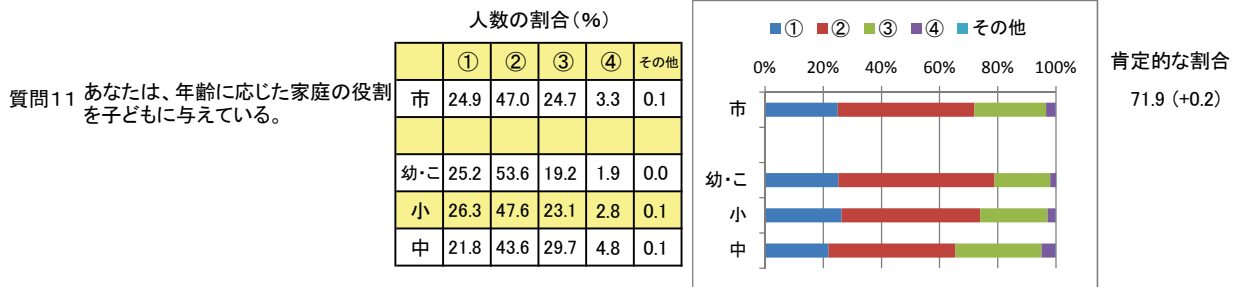 人数の割合(%)
① ② ③ ④ その他
市 24.9 47.0 24.7 3.3 0.1
幼・こ 25.2 53.6 19.2 1.9 0.0
小 26.3 47.6 23.1 2.8 0.1
中 21.8 43.6 29.7 4.8 0.1
質問11 あなたは、年齢に応じた家庭の役割
を子どもに与えている。
① ② ③ ④ その他
0% 20% 40% 60% 80% 100%
市
幼・こ
小
中
肯定的な割合
71.9 (+0.2)